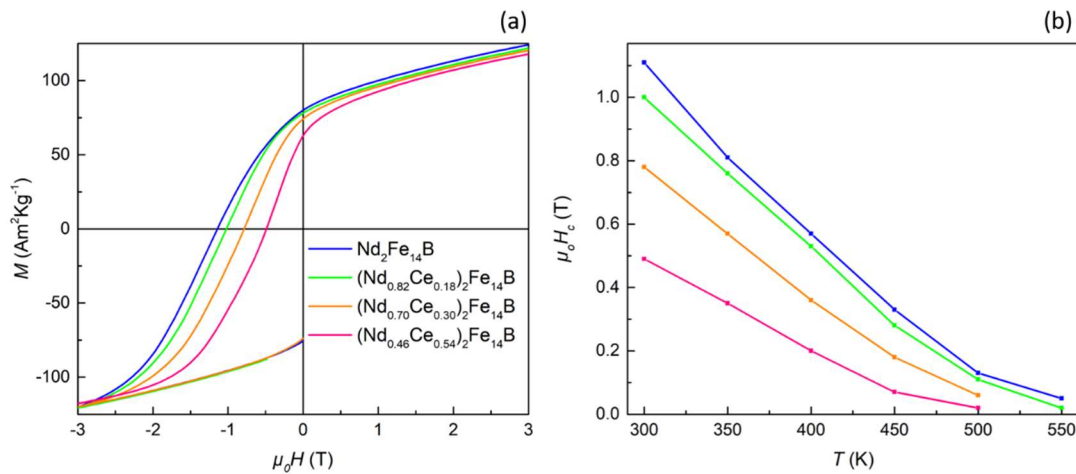 (a)
100
50
0
-50
-100
M (Am²Kg⁻¹)
-3 -2 -1 0 1 2 3
μ₀H (T)
Nd₂Fe₁₄B
(Nd₀.₈₂Ce₀.₁₈)₂Fe₁₄B
(Nd₀.₇₀Ce₀.₃₀)₂Fe₁₄B
(Nd₀.₄₆Ce₀.₅₄)₂Fe₁₄B
(b)
1.0
0.8
0.6
0.4
0.2
0.0
μₒH_c (T)
300 350 400 450 500 550
T (K)